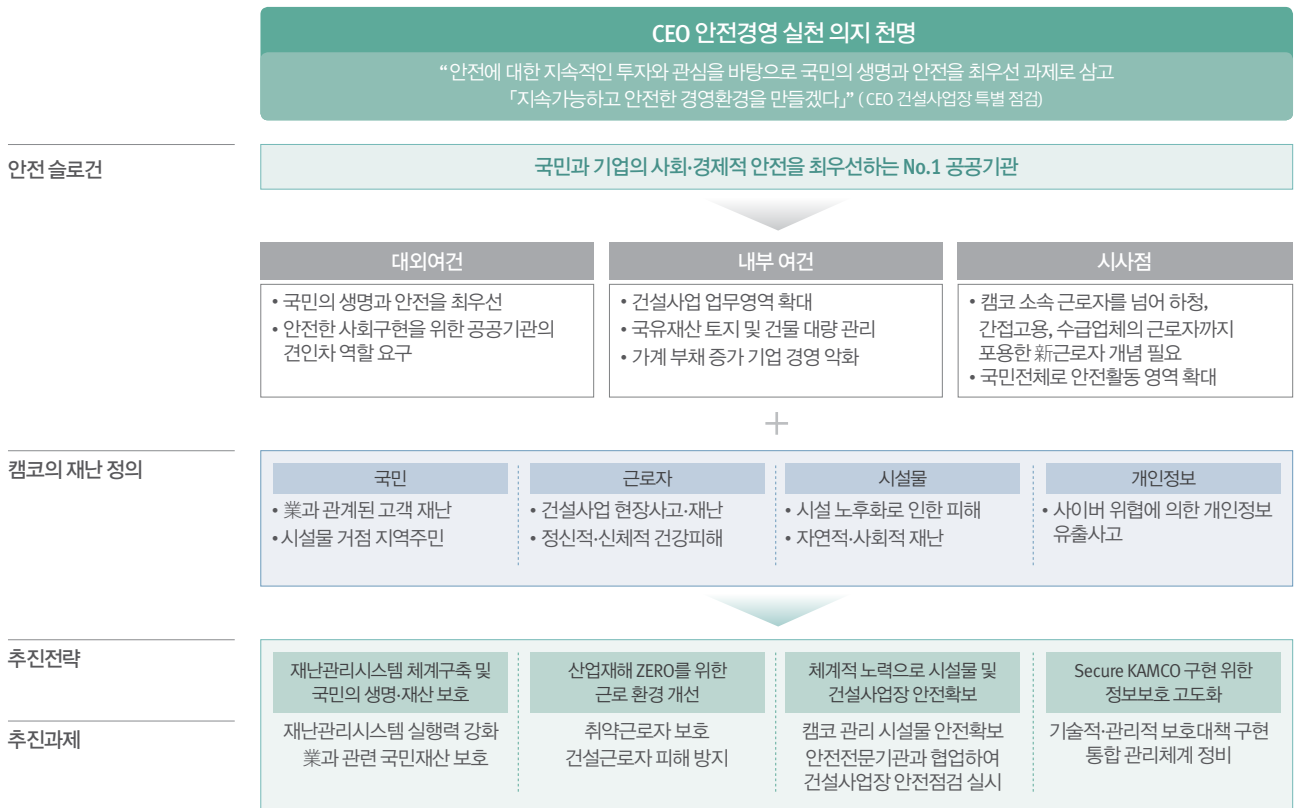 CEO 안전경영 실천 의지 천명
“안전에 대한 지속적인 투자와 관심을 바탕으로 국민의 생명과 안전을 최우선 과제로 삼고
「지속가능하고 안전한 경영환경을 만들겠다」” (CEO 건설사업장 특별 점검)
안전 슬로건
국민과 기업의 사회·경제적 안전을 최우선하는 No.1 공공기관
대외여건
• 국민의 생명과 안전을 최우선
• 안전한 사회구현을 위한 공공기관의
견인차 역할 요구
내부 여건
• 건설사업 업무영역 확대
• 국유재산 토지 및 건물 대량 관리
• 가계 부채 증가 기업 경영 악화
시사점
• 캠코 소속 근로자를 넘어 하청,
간접고용, 수급업체의 근로자까지
포용한 新근로자 개념 필요
• 국민전체로 안전활동 영역 확대
+
캠코의 재난 정의
국민
• 業과 관계된 고객 재난
• 시설물 거점 지역주민
근로자
• 건설사업 현장사고·재난
• 정신적·신체적 건강피해
시설물
• 시설 노후화로 인한 피해
• 자연적·사회적 재난
개인정보
• 사이버 위협에 의한 개인정보
유출사고
추진전략
재난관리시스템 체계구축 및
국민의 생명·재산 보호
산업재해 ZERO를 위한
근로 환경 개선
체계적 노력으로 시설물 및
건설사업장 안전확보
Secure KAMCO 구현 위한
정보보호 고도화
추진과제
재난관리시스템 실행력 강화
業과 관련 국민재산 보호
취약근로자 보호
건설근로자 피해 방지
캠코 관리 시설물 안전확보
안전전문기관과 협업하여
건설사업장 안전점검 실시
기술적·관리적 보호대책 구현
통합 관리체계 정비